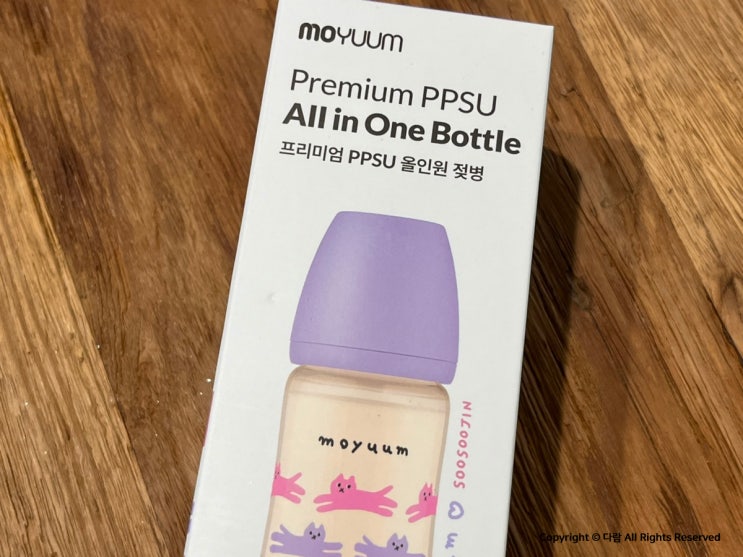 moyuum
Premium PPSU
All in One Bottle
프리미엄 PPSU 올인원 젖병
moyuum
m ♡ SOOSOOJIN
Copyright © 다람 All Rights Reserved